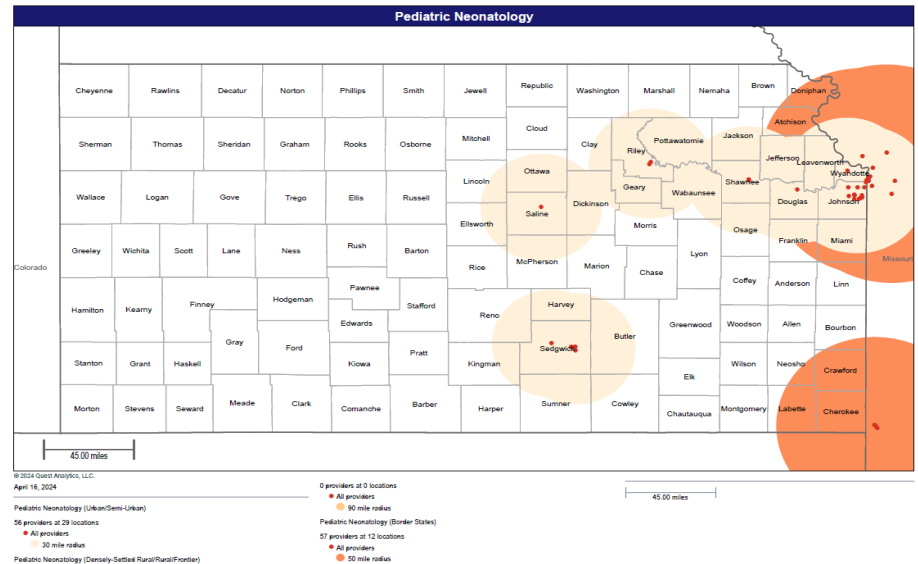 Pediatric Neonatology
Cheyenne Rawlins Decatur Norton Phillips Smith Jewell Republic Washington Marshall Nemaha Brown Doniphan
Atchison
Cloud
Sherman Thomas Sheridan Graham Rooks Osborne Mitchell Clay Riley Pottawatomie Jackson
Jefferson Leavenworth
Ottawa
Wyandotte
Lincoln
Geary Wabaunsee Shawnee
Wallace Logan Gove Trego Ellis Russell Dickinson Douglas Johnson
Saline
Ellsworth Morris Osage
Franklin Miami
Greeley Wichita Scott Lane Ness Rush Barton Lyon
Missouri
Colorado Rice McPherson Marion Chase
Coffey Anderson Linn
Pawnee
Hamilton Kearny Finney Hodgeman Stafford Reno Harvey
Edwards Greenwood Woodson Allen Bourbon
Gray Ford Butler
Sedgwick
Stanton Grant Haskell Kiowa Pratt Kingman Wilson Neosho Crawford
Elk
Morton Stevens Seward Meade Clark Comanche Barber Harper Sumner Cowley Chautauqua Montgomery Labette Cherokee
45.00 miles
© 2024 Quest Analytics, LLC.
April 16, 2024
Pediatric Neonatology (Urban/Semi-Urban)
56 providers at 29 locations
All providers
30 mile radius
Pediatric Neonatology (Densely-Settled Rural/Rural/Frontier)
0 providers at 0 locations
All providers
90 mile radius
Pediatric Neonatology (Border States)
57 providers at 12 locations
All providers
50 mile radius
45.00 miles